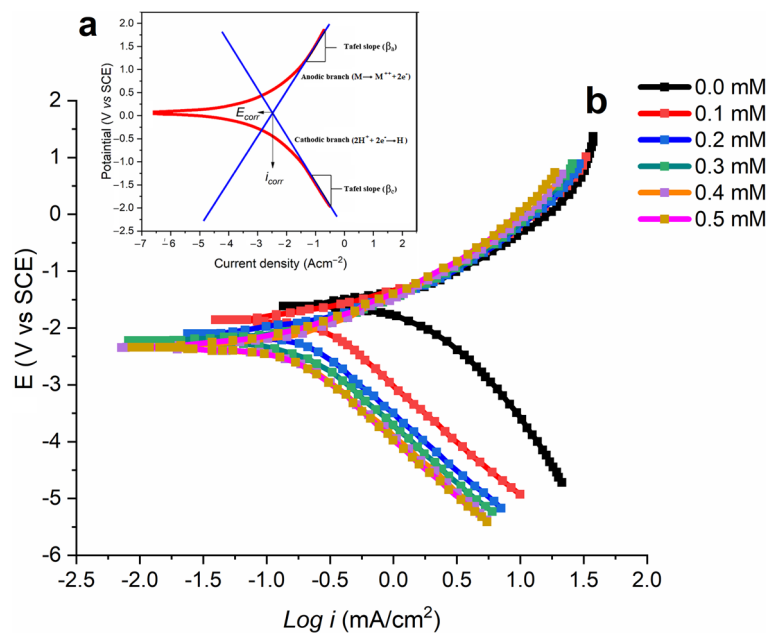 a
2.0
1.5
1.0
0.5
0.0
−0.5
−1.0
−1.5
−2.0
−2.5
Potaintial (V vs SCE)
Tafel slope (βa)
Anodic branch (M→ M⁺⁺+2e⁻)
Ecorr
Cathodic branch (2H⁺+ 2e⁻→H)
icorr
Tafel slope (βc)
−7 −6 −5 −4 −3 −2 −1 0 1 2
Current density (Acm⁻²)
b
0.0 mM
0.1 mM
0.2 mM
0.3 mM
0.4 mM
0.5 mM
2
1
0
-1
-2
-3
-4
-5
-6
E (V vs SCE)
-2.5 -2.0 -1.5 -1.0 -0.5 0.0 0.5 1.0 1.5 2.0
Log i (mA/cm²)